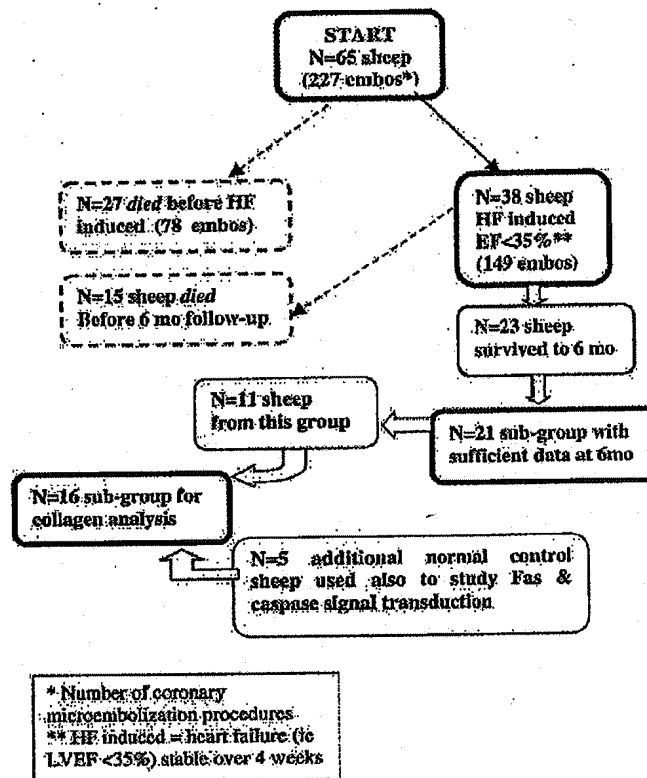 START
N=65 sheep
(227 embos*)
N=27 died before HF
induced (78 embos)
N=38 sheep
HF induced
EF<35%**
(149 embos)
N=15 sheep died
Before 6 mo follow-up
N=23 sheep
survived to 6 mo
N=11 sheep
from this group
N=21 sub-group with
sufficient data at 6mo
N=16 sub-group for
collagen analysis
N=5 additional normal control
sheep used also to study Fas &
caspase signal transduction
* Number of coronary
microembolization procedures
** HF induced = heart failure (ie
LVEF <35%) stable over 4 weeks